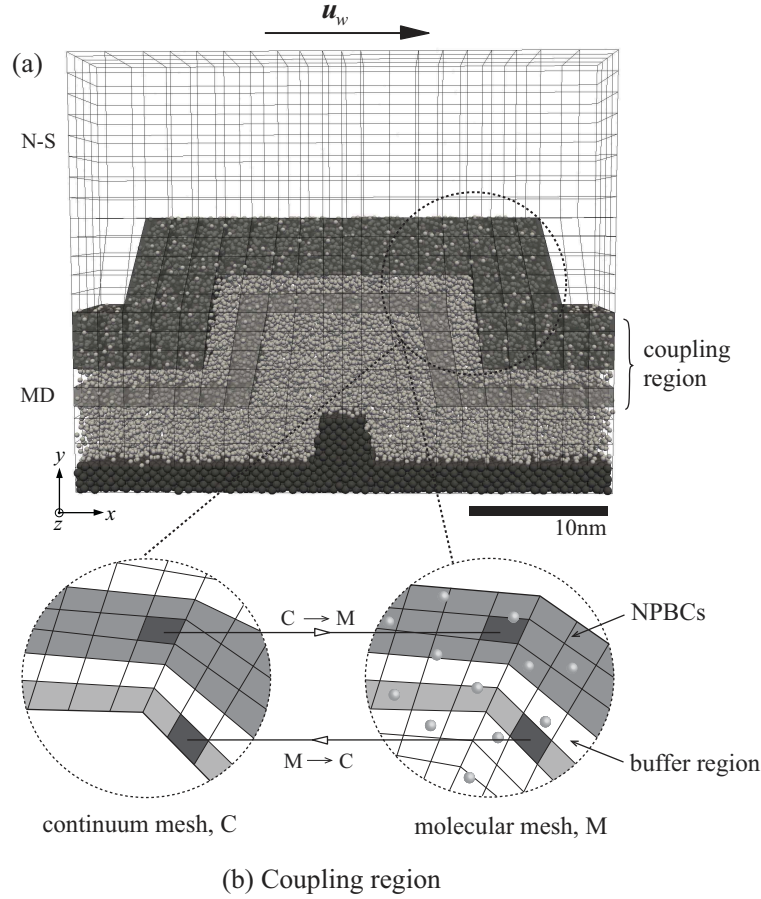 u_w
(a)
N-S
coupling
region
MD
y
z
x
10nm
C → M
NPBCs
M → C
buffer region
continuum mesh, C
molecular mesh, M
(b) Coupling region